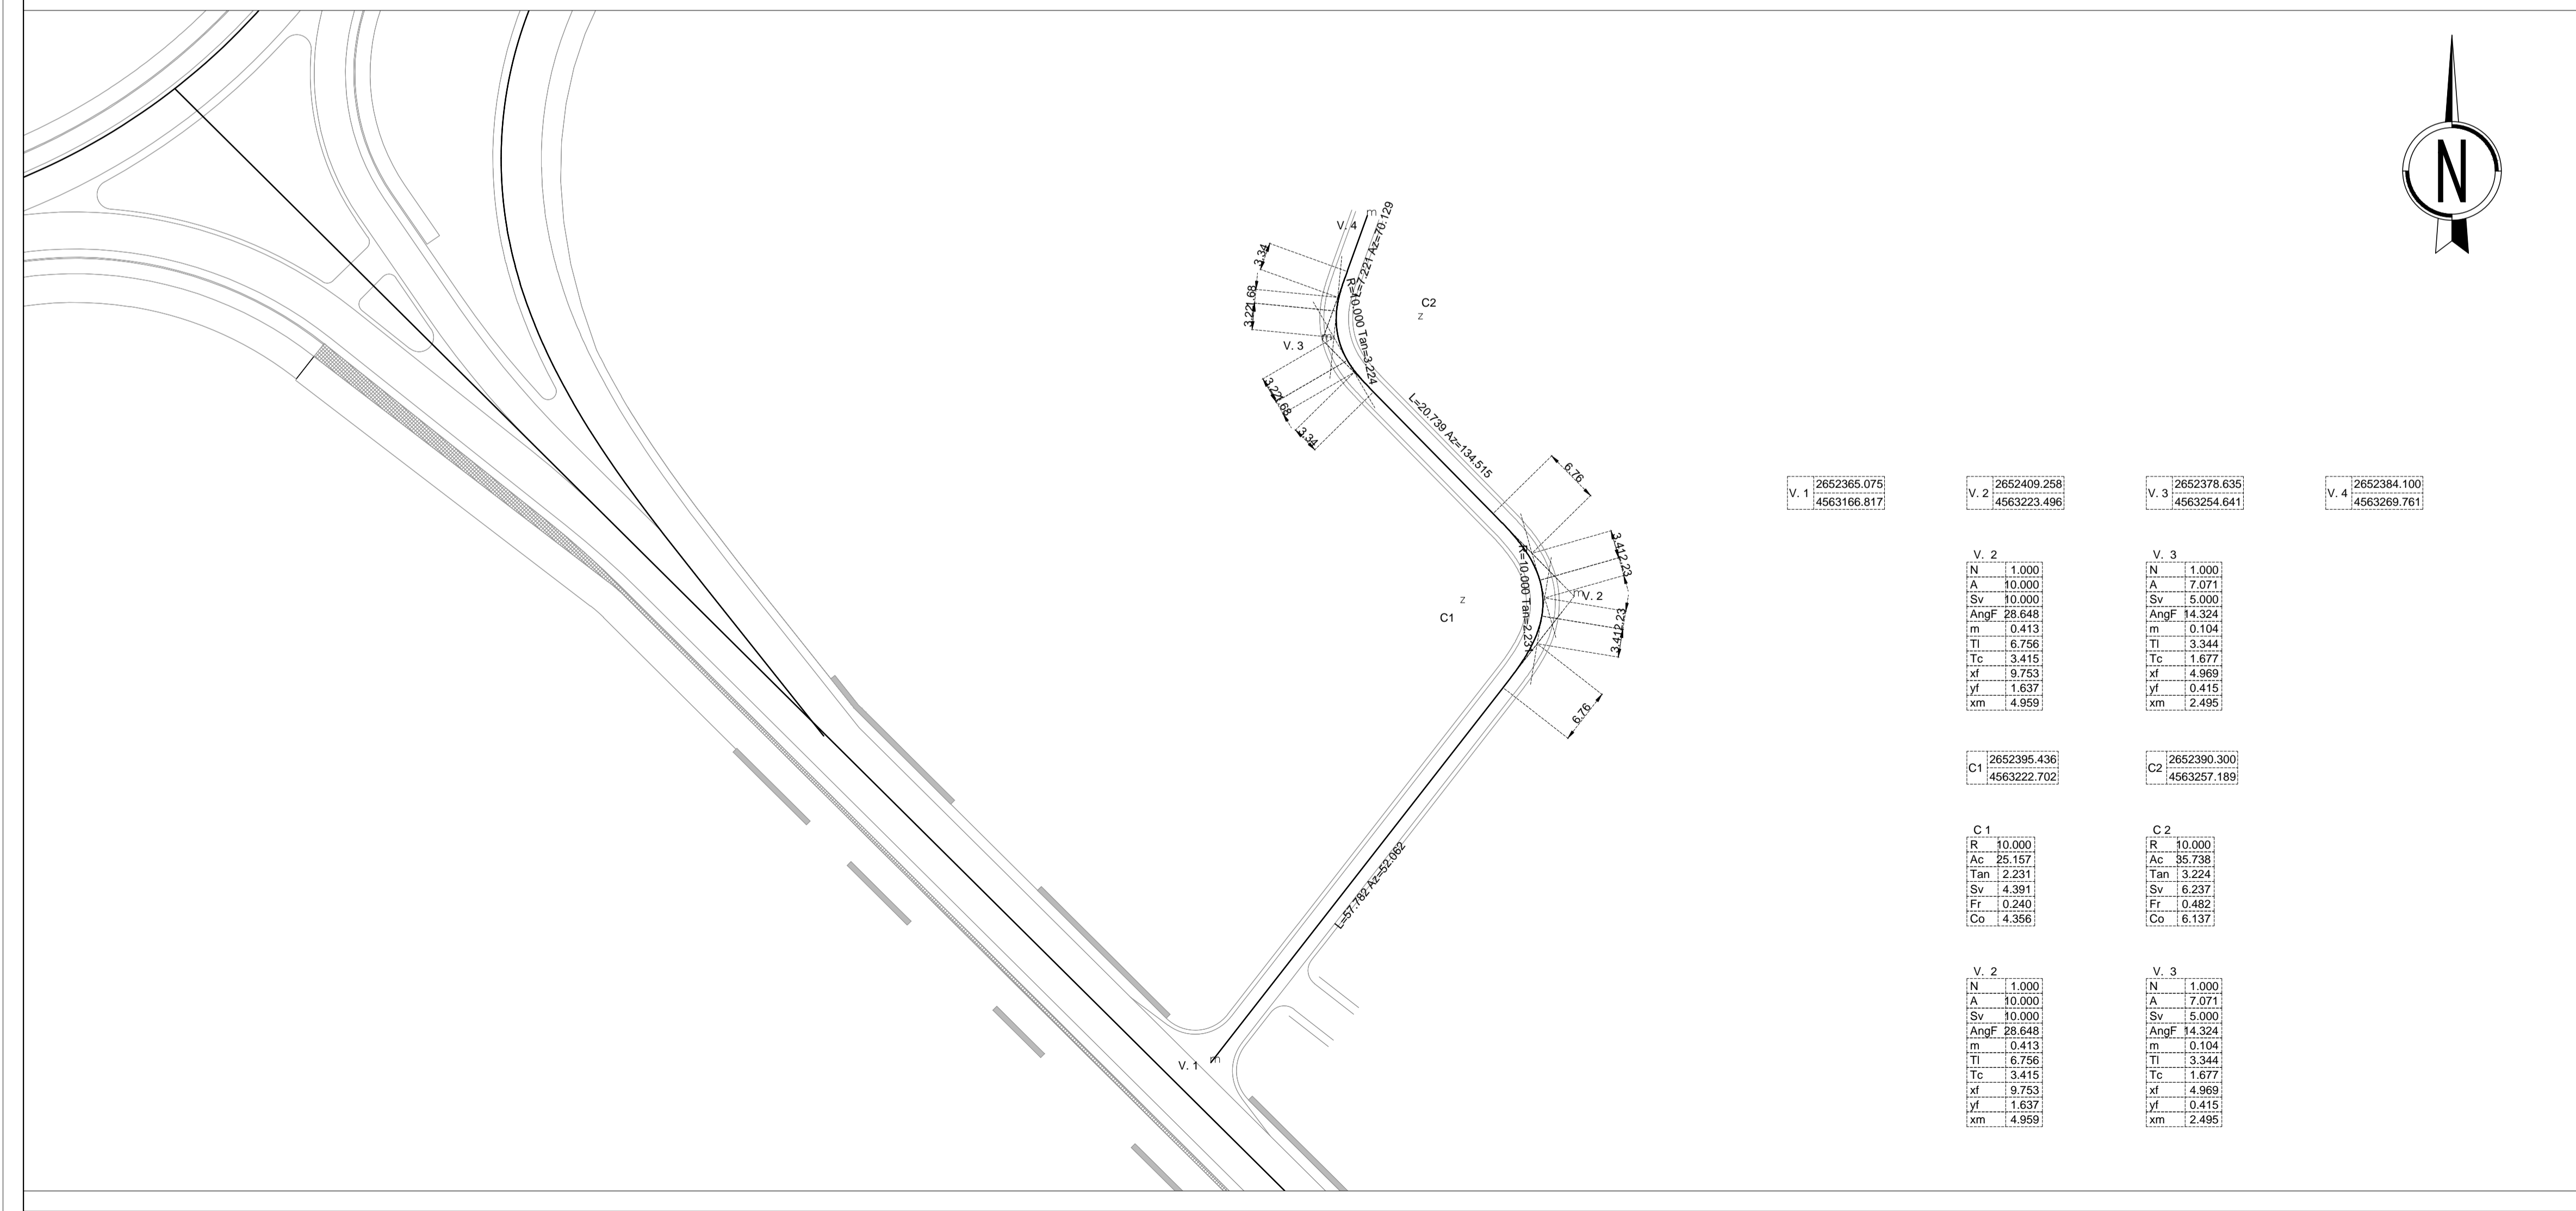 N
m
V. 4
L=7.221 Az=70.129
3.34
1.68
3.22
R=10.000 Tan=3.224
C2
z
m
V. 3
3.22
1.68
3.34
L=20.739 Az=134.515
6.76
3.41
2.23
R=10.000 Tan=2.231
z
C1
m
V. 2
2.23
3.41
6.76
L=57.782 Az=52.062
V. 1
m
V. 1 2652365.075
4563166.817
V. 2 2652409.258
4563223.496
V. 3 2652378.635
4563254.641
V. 4 2652384.100
4563269.761
V. 2
N 1.000
A 10.000
Sv 10.000
AngF 28.648
m 0.413
Tl 6.756
Tc 3.415
xf 9.753
yf 1.637
xm 4.959
V. 3
N 1.000
A 7.071
Sv 5.000
AngF 14.324
m 0.104
Tl 3.344
Tc 1.677
xf 4.969
yf 0.415
xm 2.495
C1 2652395.436
4563222.702
C2 2652390.300
4563257.189
C 1
R 10.000
Ac 25.157
Tan 2.231
Sv 4.391
Fr 0.240
Co 4.356
C 2
R 10.000
Ac 35.738
Tan 3.224
Sv 6.237
Fr 0.482
Co 6.137
V. 2
N 1.000
A 10.000
Sv 10.000
AngF 28.648
m 0.413
Tl 6.756
Tc 3.415
xf 9.753
yf 1.637
xm 4.959
V. 3
N 1.000
A 7.071
Sv 5.000
AngF 14.324
m 0.104
Tl 3.344
Tc 1.677
xf 4.969
yf 0.415
xm 2.495